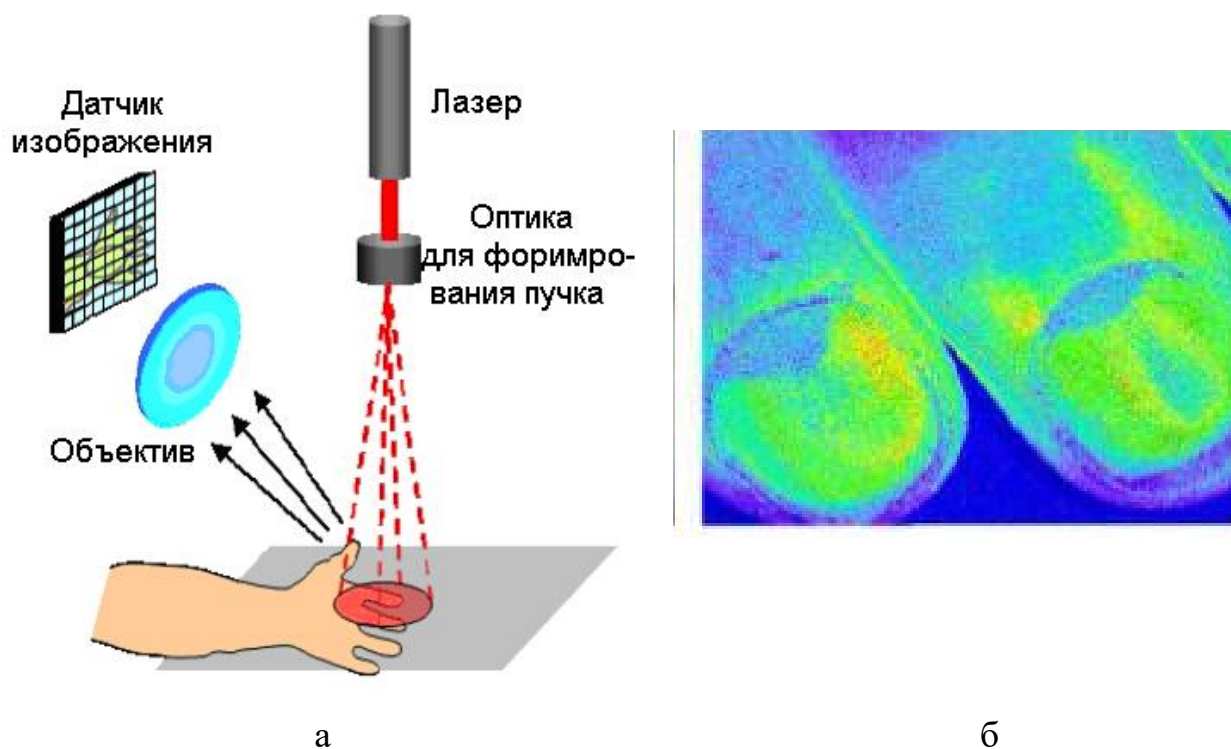 Датчик
изображения
Лазер
Оптика
для форимро-
вания пучка
Объектив
а
б